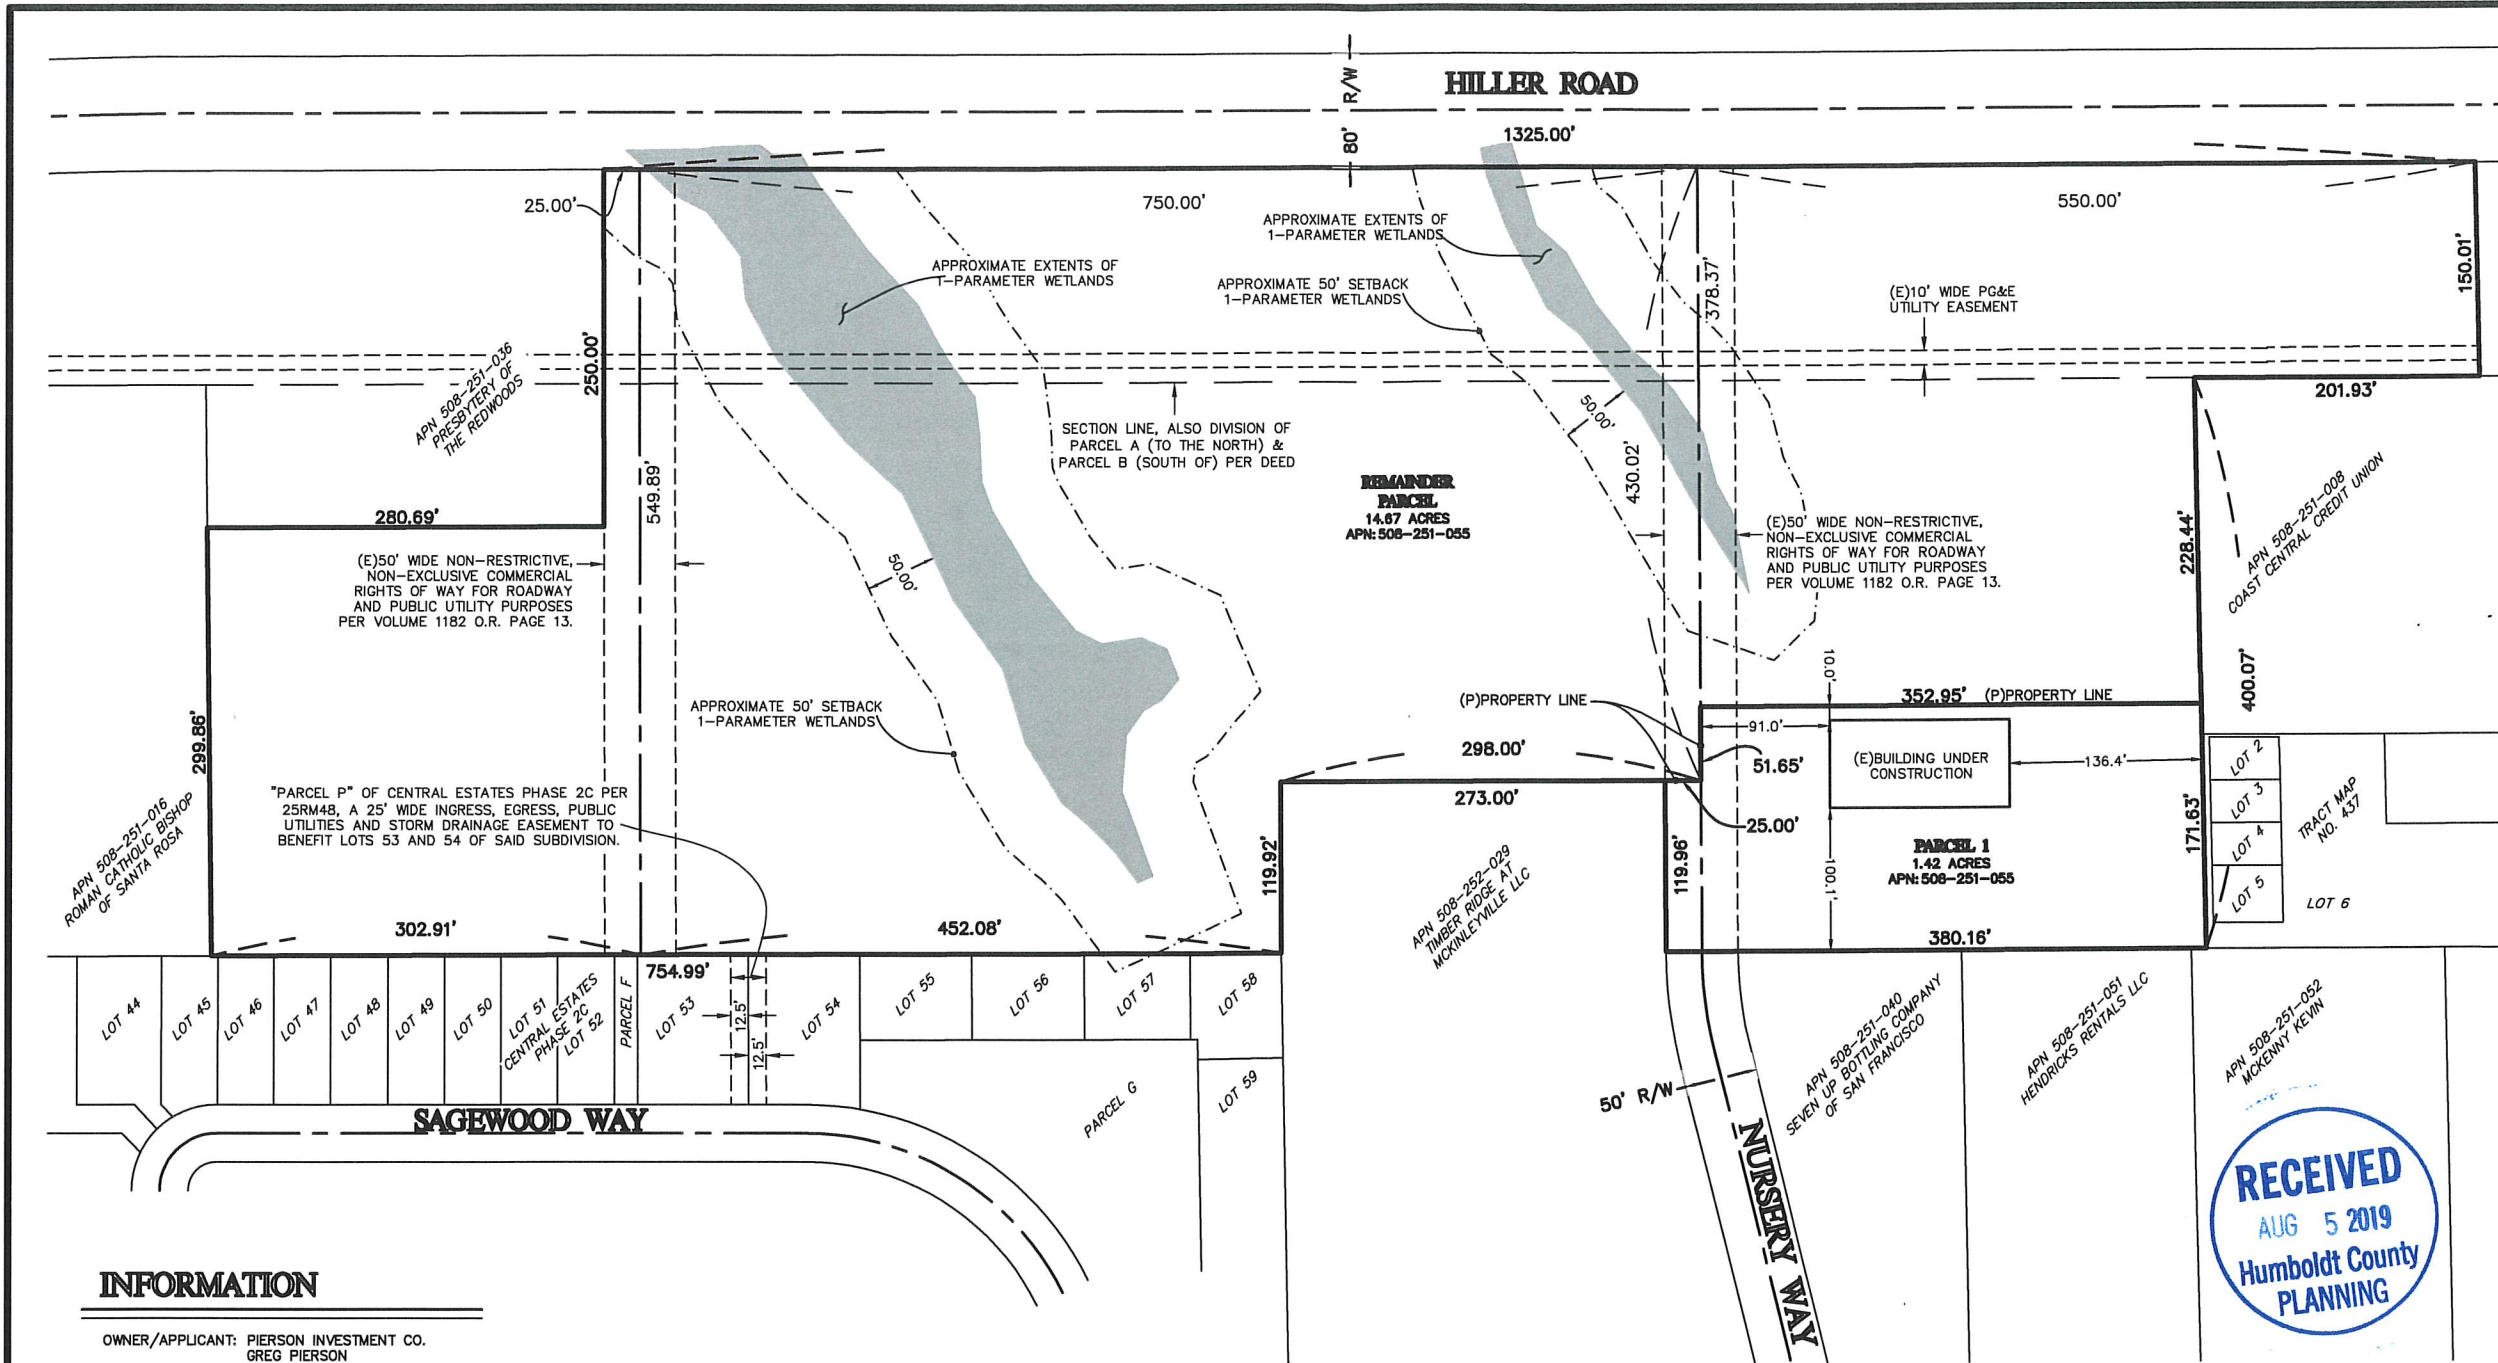 HILLER ROAD
R/W
80'
1325.00'
25.00'
750.00'
550.00'
150.01'
APPROXIMATE EXTENTS OF
1-PARAMETER WETLANDS
APPROXIMATE EXTENTS OF
1-PARAMETER WETLANDS
APPROXIMATE 50' SETBACK
1-PARAMETER WETLANDS
378.37'
(E)10' WIDE PG&E
UTILITY EASEMENT
250.00'
APN 508-251-036
PRESBYTERY OF
THE REDWOODS
201.93'
50.00'
SECTION LINE, ALSO DIVISION OF
PARCEL A (TO THE NORTH) &
PARCEL B (SOUTH OF) PER DEED
430.02'
REMAINDER
PARCEL
14.67 ACRES
APN: 508-251-055
549.89'
280.69'
(E)50' WIDE NON-RESTRICTIVE,
NON-EXCLUSIVE COMMERCIAL
RIGHTS OF WAY FOR ROADWAY
AND PUBLIC UTILITY PURPOSES
PER VOLUME 1182 O.R. PAGE 13.
50.00'
(E)50' WIDE NON-RESTRICTIVE,
NON-EXCLUSIVE COMMERCIAL
RIGHTS OF WAY FOR ROADWAY
AND PUBLIC UTILITY PURPOSES
PER VOLUME 1182 O.R. PAGE 13.
228.44'
APN 508-251-008
COAST CENTRAL CREDIT UNION
400.07'
10.0'
352.95' (P)PROPERTY LINE
(P)PROPERTY LINE
APPROXIMATE 50' SETBACK
1-PARAMETER WETLANDS
299.86'
91.0'
298.00'
51.65'
(E)BUILDING UNDER
CONSTRUCTION
136.4'
LOT 2
LOT 3
LOT 4
LOT 5
TRACT MAP
NO. 437
LOT 6
273.00'
25.00'
"PARCEL P" OF CENTRAL ESTATES PHASE 2C PER
25RM48, A 25' WIDE INGRESS, EGRESS, PUBLIC
UTILITIES AND STORM DRAINAGE EASEMENT TO
BENEFIT LOTS 53 AND 54 OF SAID SUBDIVISION.
APN 508-251-016
ROMAN CATHOLIC BISHOP
OF SANTA ROSA
119.92'
APN 508-252-029
TIMBER RIDGE AT
MCKINLEYVILLE LLC
119.96'
100.1'
PARCEL 1
1.42 ACRES
APN: 508-251-055
171.63'
302.91'
452.08'
380.16'
754.99'
LOT 44
LOT 45
LOT 46
LOT 47
LOT 48
LOT 49
LOT 50
LOT 51
CENTRAL ESTATES
PHASE 2C
LOT 52
PARCEL F
LOT 53
12.5'
12.5'
LOT 54
LOT 55
LOT 56
LOT 57
LOT 58
LOT 59
PARCEL G
SAGEWOOD WAY
50' R/W
NURSERY WAY
APN 508-251-040
SEVEN UP BOTTLING COMPANY
OF SAN FRANCISCO
APN 508-251-051
HENDRICKS RENTALS LLC
APN 508-251-052
MCKENNY KEVIN
RECEIVED
AUG 5 2019
Humboldt County
PLANNING
INFORMATION
OWNER/APPLICANT: PIERSON INVESTMENT CO.
GREG PIERSON